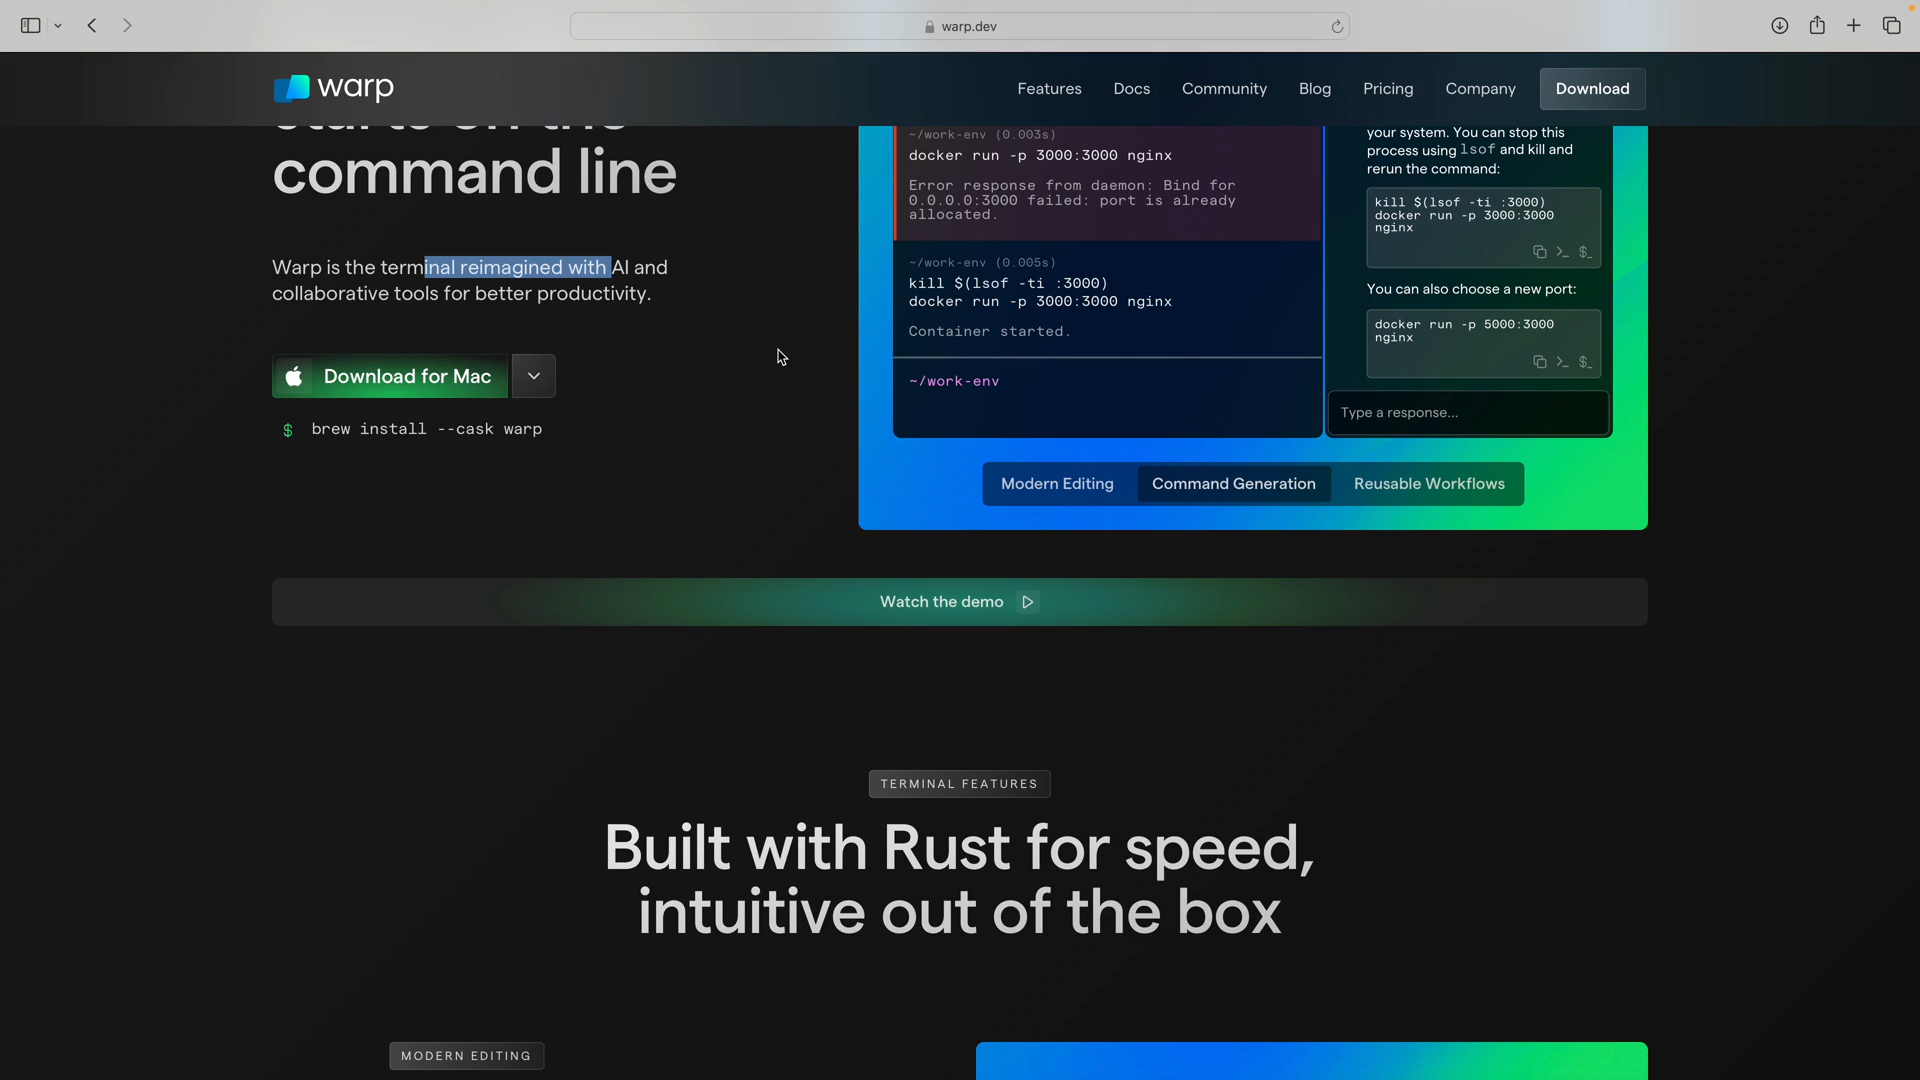 warp.dev
warp
Features
Docs
Community
Blog
Pricing
Company
Download
starts on the
command line
Warp is the terminal reimagined with AI and
collaborative tools for better productivity.
Download for Mac
$ brew install --cask warp
~/work-env (0.003s)
docker run -p 3000:3000 nginx
Error response from daemon: Bind for
0.0.0.0:3000 failed: port is already
allocated.
~/work-env (0.005s)
kill $(lsof -ti :3000)
docker run -p 3000:3000 nginx
Container started.
~/work-env
your system. You can stop this
process using lsof and kill and
rerun the command:
kill $(lsof -ti :3000)
docker run -p 3000:3000
nginx
You can also choose a new port:
docker run -p 5000:3000
nginx
Type a response...
Modern Editing
Command Generation
Reusable Workflows
Watch the demo
TERMINAL FEATURES
Built with Rust for speed,
intuitive out of the box
MODERN EDITING